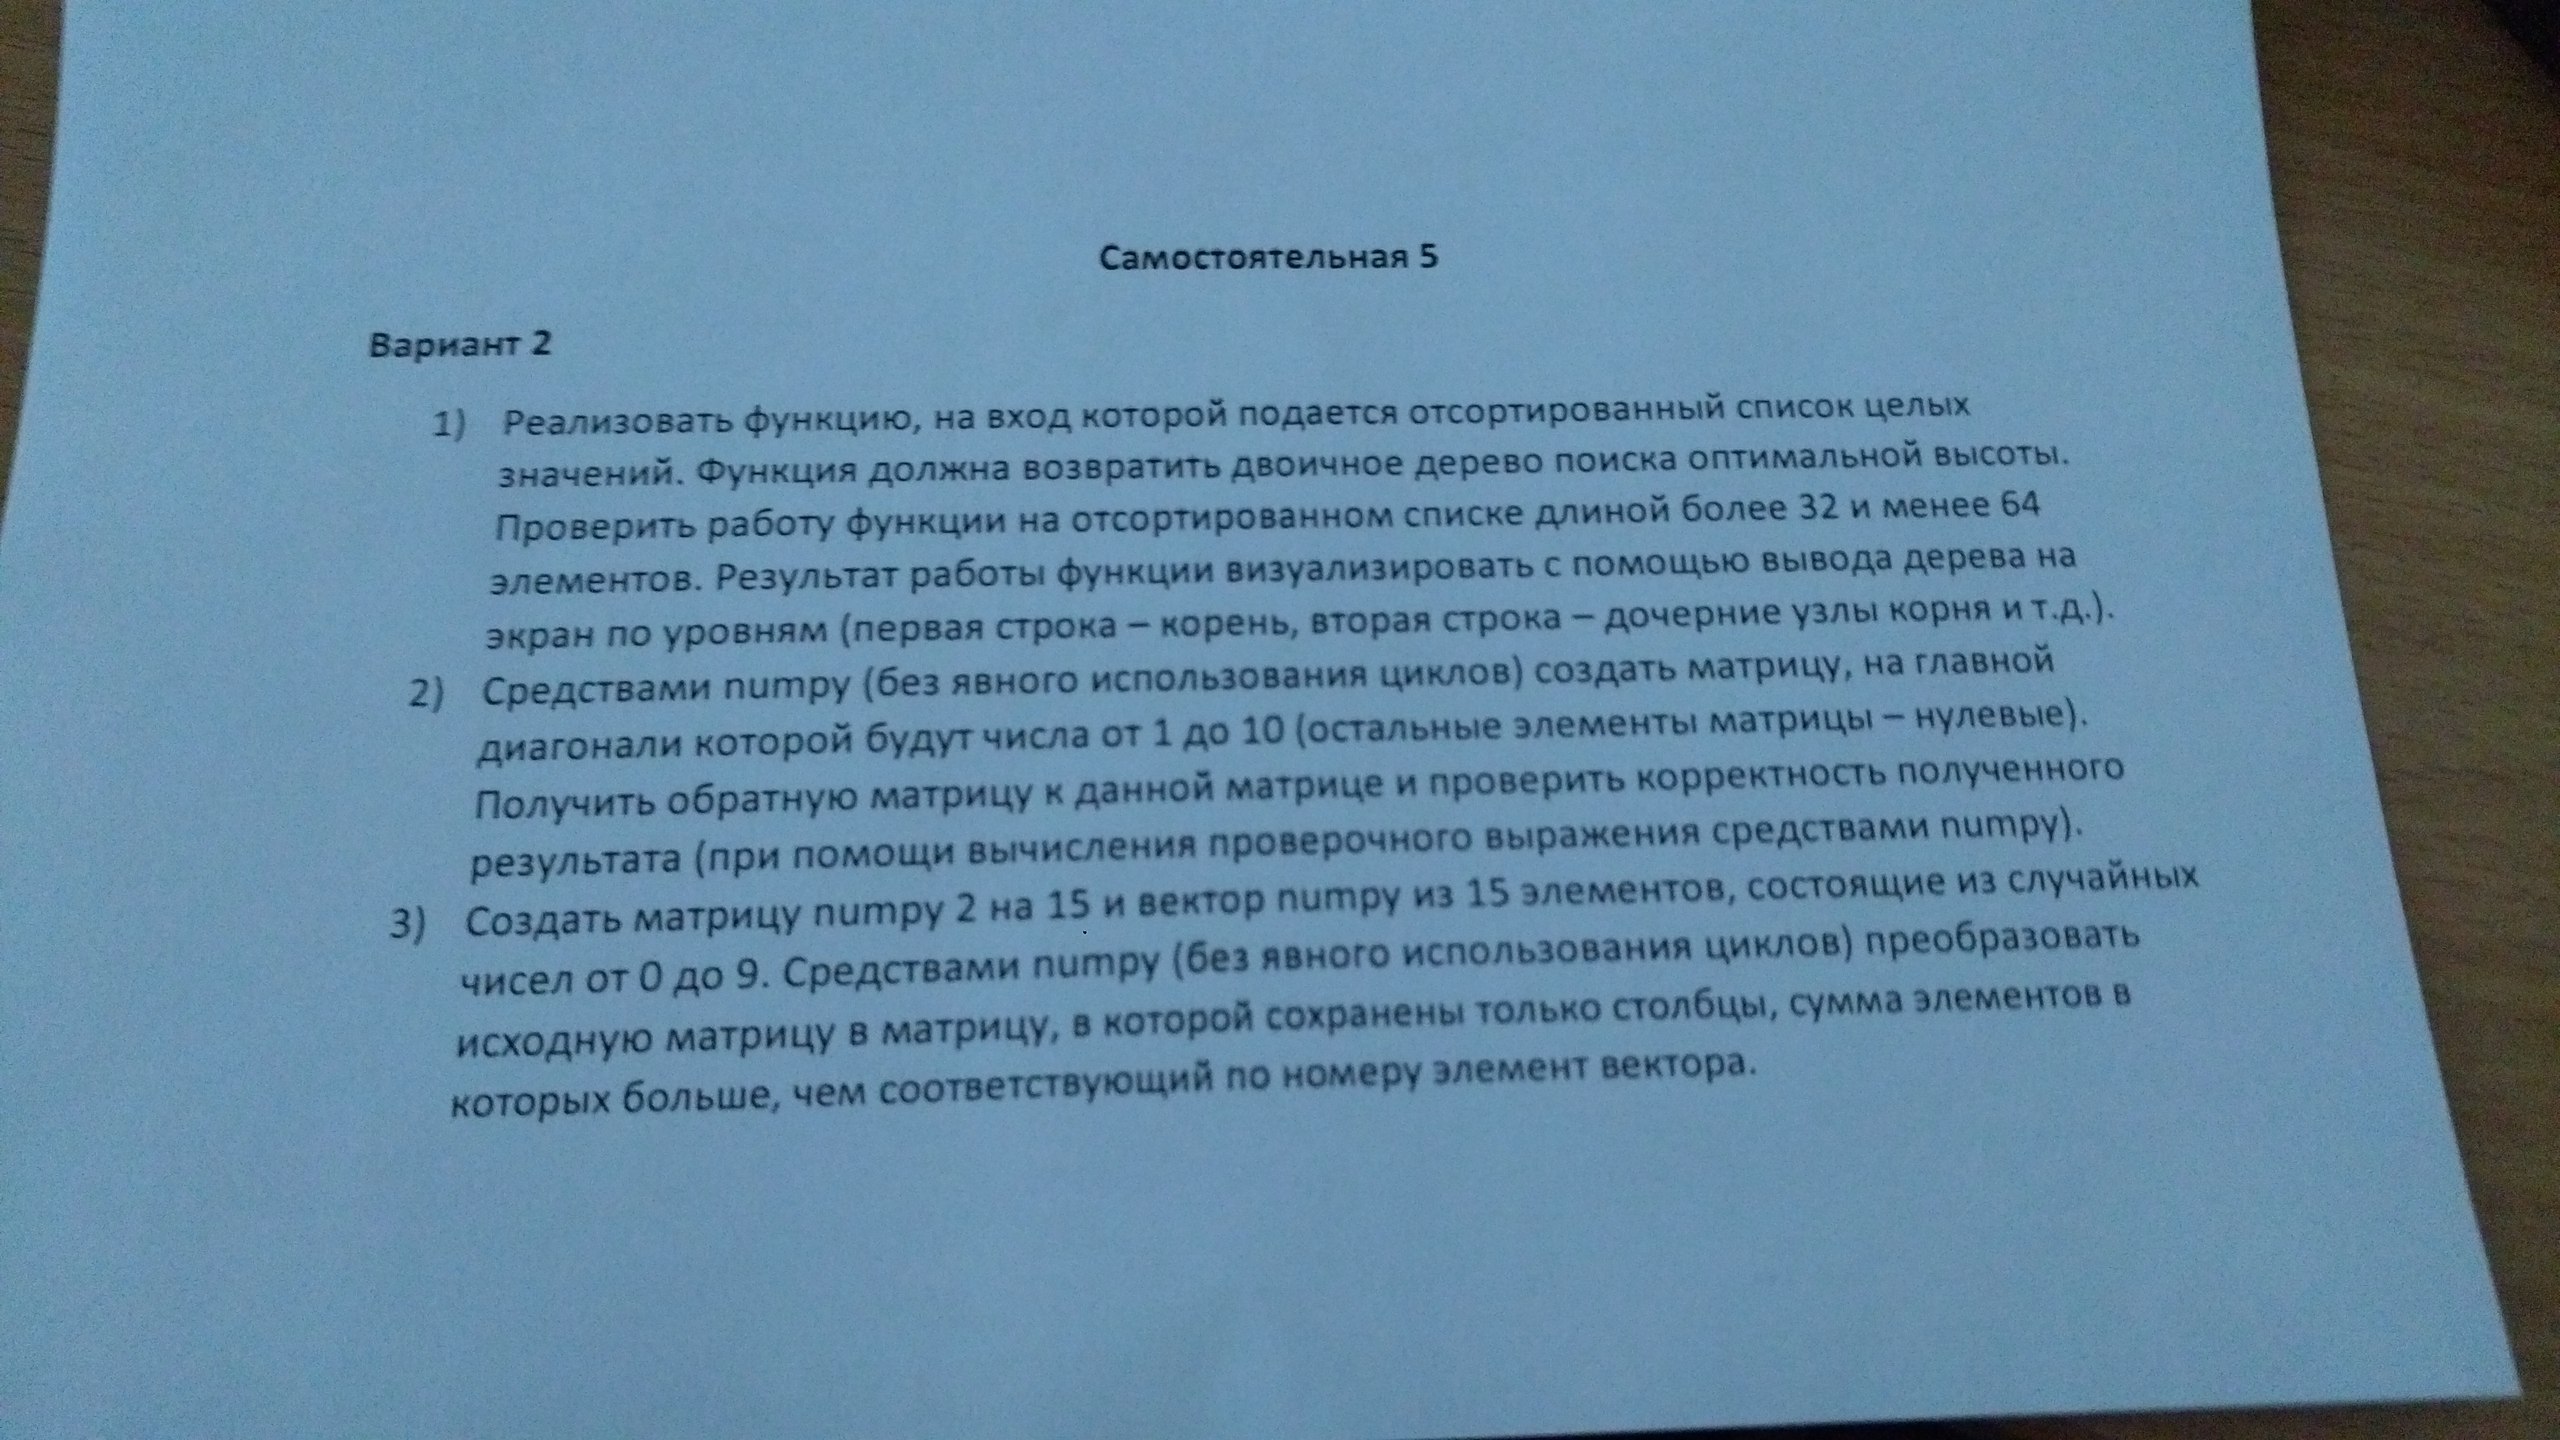 Самостоятельная 5
Вариант 2
1) Реализовать функцию, на вход которой подается отсортированный список целых
значений. Функция должна возвратить двоичное дерево поиска оптимальной высоты.
Проверить работу функции на отсортированном списке длиной более 32 и менее 64
элементов. Результат работы функции визуализировать с помощью вывода дерева на
экран по уровням (первая строка – корень, вторая строка – дочерние узлы корня и т.д.).
2) Средствами numpy (без явного использования циклов) создать матрицу, на главной
диагонали которой будут числа от 1 до 10 (остальные элементы матрицы – нулевые).
Получить обратную матрицу к данной матрице и проверить корректность полученного
результата (при помощи вычисления проверочного выражения средствами numpy).
3) Создать матрицу numpy 2 на 15 и вектор numpy из 15 элементов, состоящие из случайных
чисел от 0 до 9. Средствами numpy (без явного использования циклов) преобразовать
исходную матрицу в матрицу, в которой сохранены только столбцы, сумма элементов в
которых больше, чем соответствующий по номеру элемент вектора.